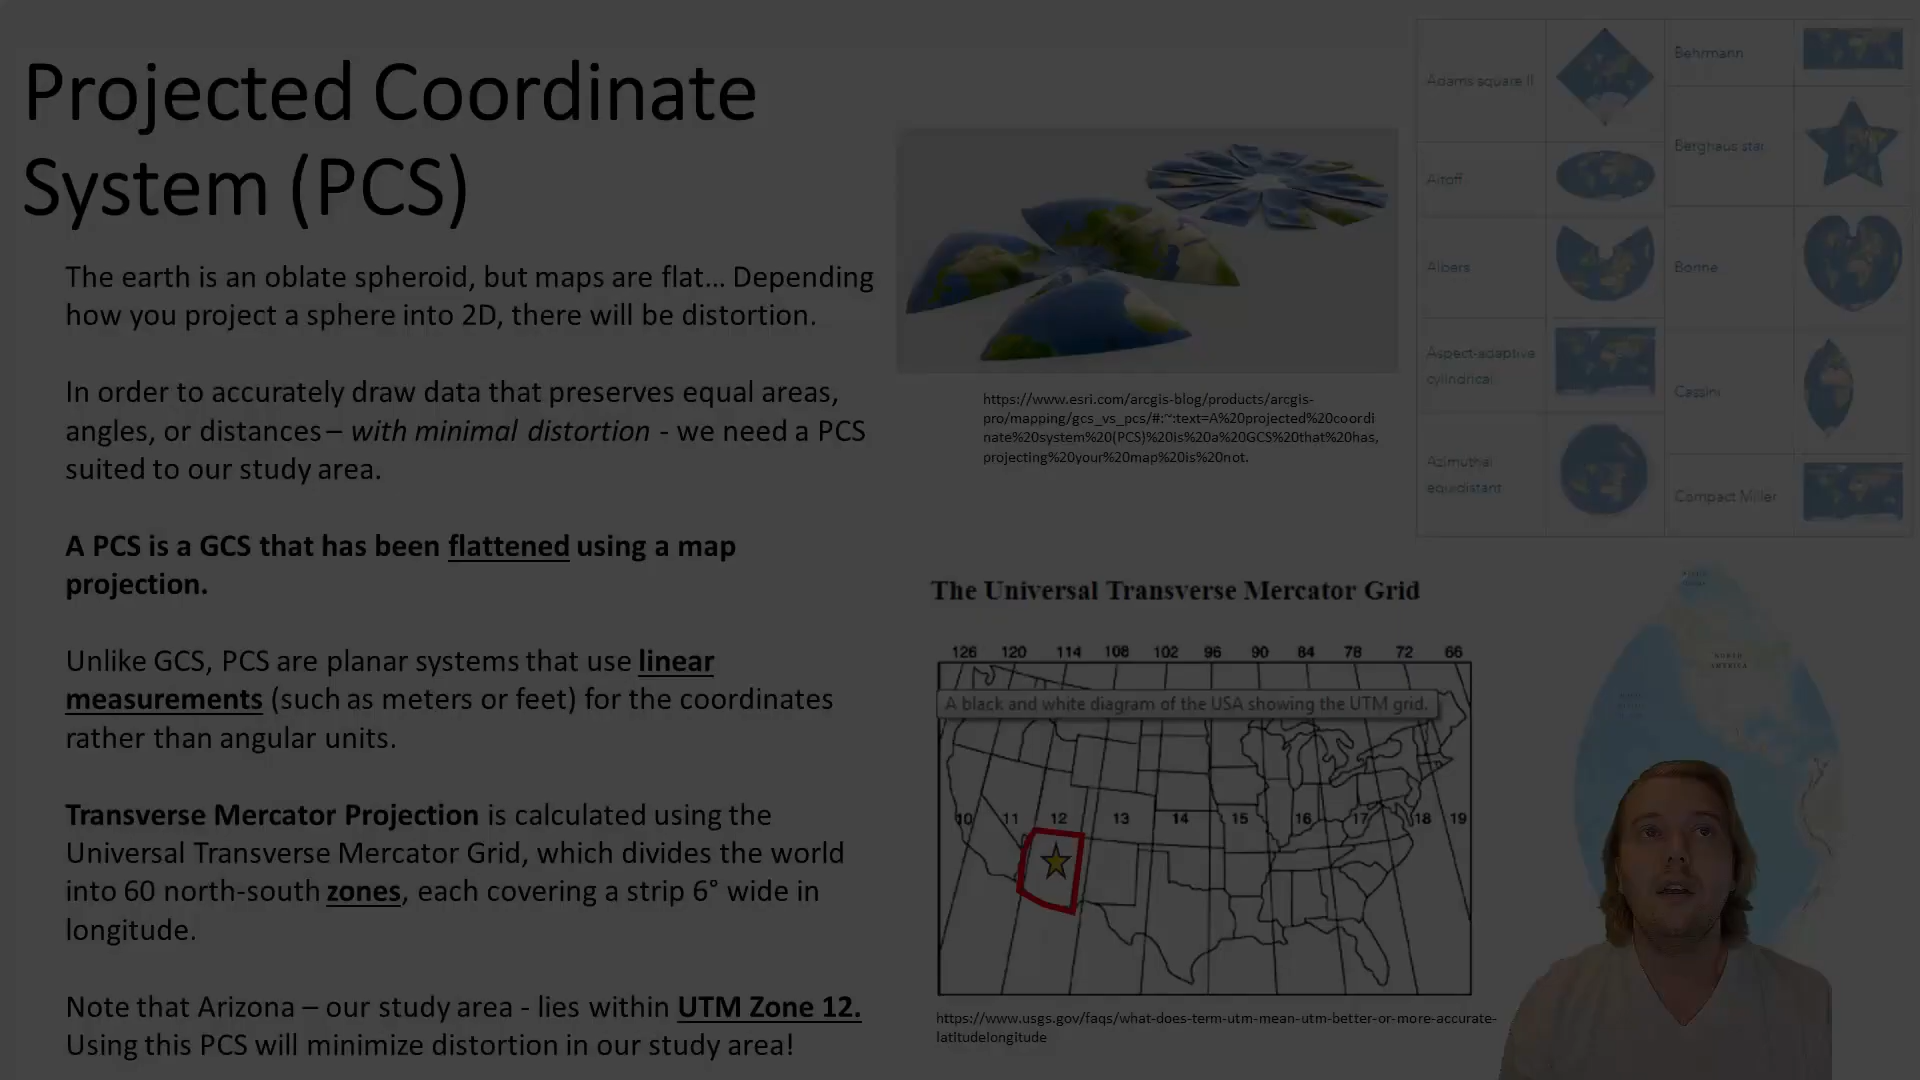 Projected Coordinate
System (PCS)
The earth is an oblate spheroid, but maps are flat… Depending
how you project a sphere into 2D, there will be distortion.
In order to accurately draw data that preserves equal areas,
angles, or distances – with minimal distortion - we need a PCS
suited to our study area.
A PCS is a GCS that has been flattened using a map
projection.
Unlike GCS, PCS are planar systems that use linear
measurements (such as meters or feet) for the coordinates
rather than angular units.
Transverse Mercator Projection is calculated using the
Universal Transverse Mercator Grid, which divides the world
into 60 north-south zones, each covering a strip 6° wide in
longitude.
Note that Arizona – our study area - lies within UTM Zone 12.
Using this PCS will minimize distortion in our study area!
https://www.esri.com/arcgis-blog/products/arcgis-
pro/mapping/gcs_vs_pcs/#:~:text=A%20projected%20coordi
nate%20system%20(PCS)%20is%20a%20GCS%20that%20has,
projecting%20your%20map%20is%20not.
Adams square II
Aitoff
Albers
Aspect-adaptive
cylindrical
Azimuthal
equidistant
Behrmann
Berghaus star
Bonne
Cassini
Compact Miller
The Universal Transverse Mercator Grid
126 120 114 108 102 96 90 84 78 72 66
A black and white diagram of the USA showing the UTM grid.
10 11 12 13 14 15 16 17 18 19
https://www.usgs.gov/faqs/what-does-term-utm-mean-utm-better-or-more-accurate-
latitudelongitude
NORTH
AMERICA